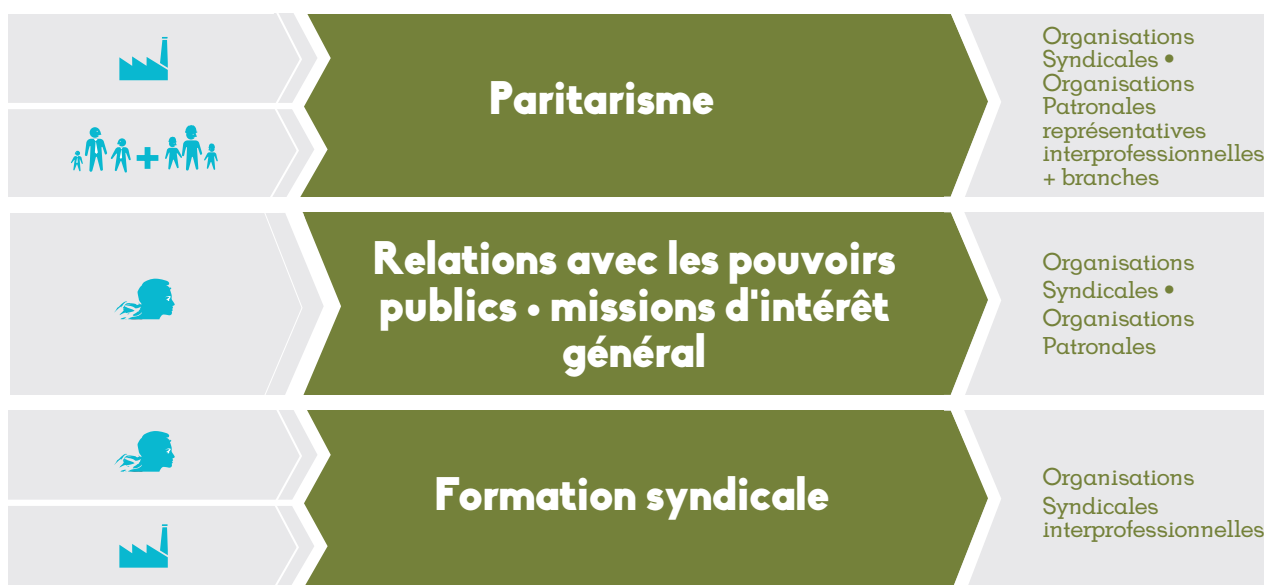 Paritarisme
Organisations
Syndicales •
Organisations
Patronales
représentatives
interprofessionnelles
+ branches
Relations avec les pouvoirs
publics • missions d'intérêt
général
Organisations
Syndicales •
Organisations
Patronales
Formation syndicale
Organisations
Syndicales
interprofessionnelles